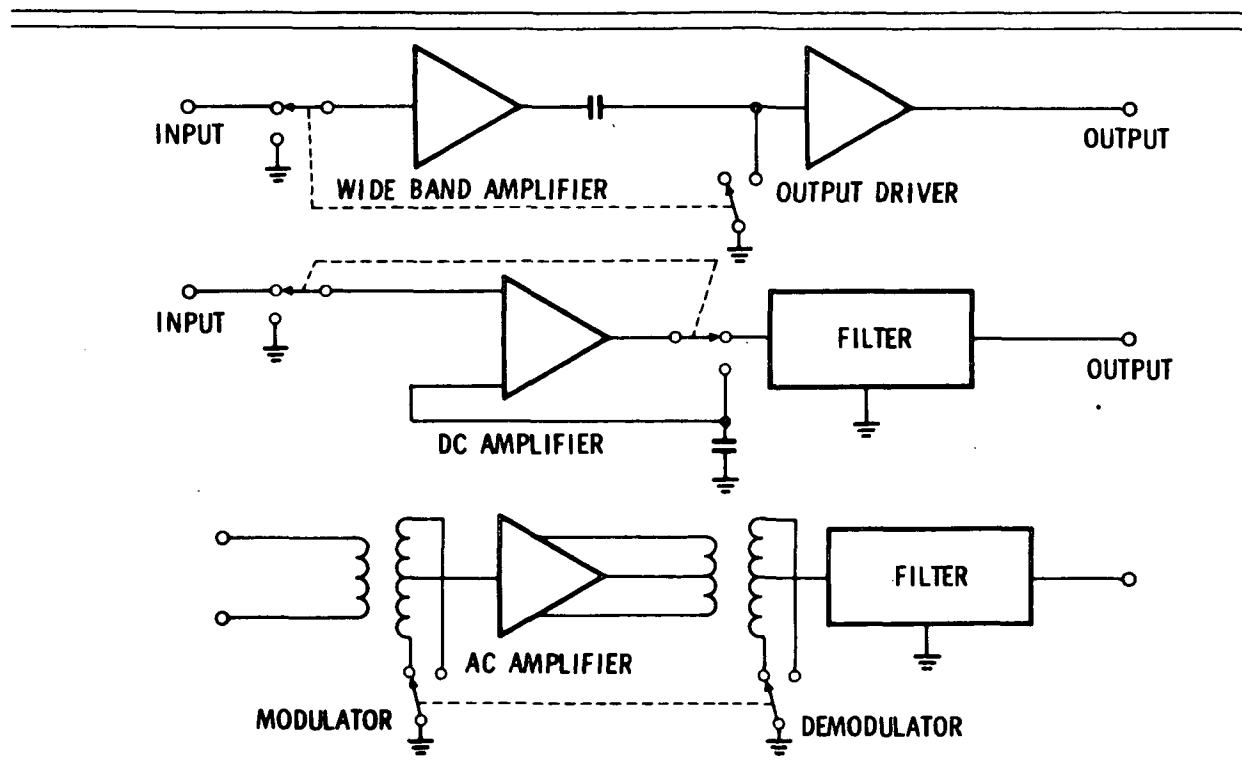 INPUT
WIDE BAND AMPLIFIER
OUTPUT DRIVER
OUTPUT
INPUT
DC AMPLIFIER
FILTER
OUTPUT
AC AMPLIFIER
FILTER
MODULATOR
DEMODULATOR